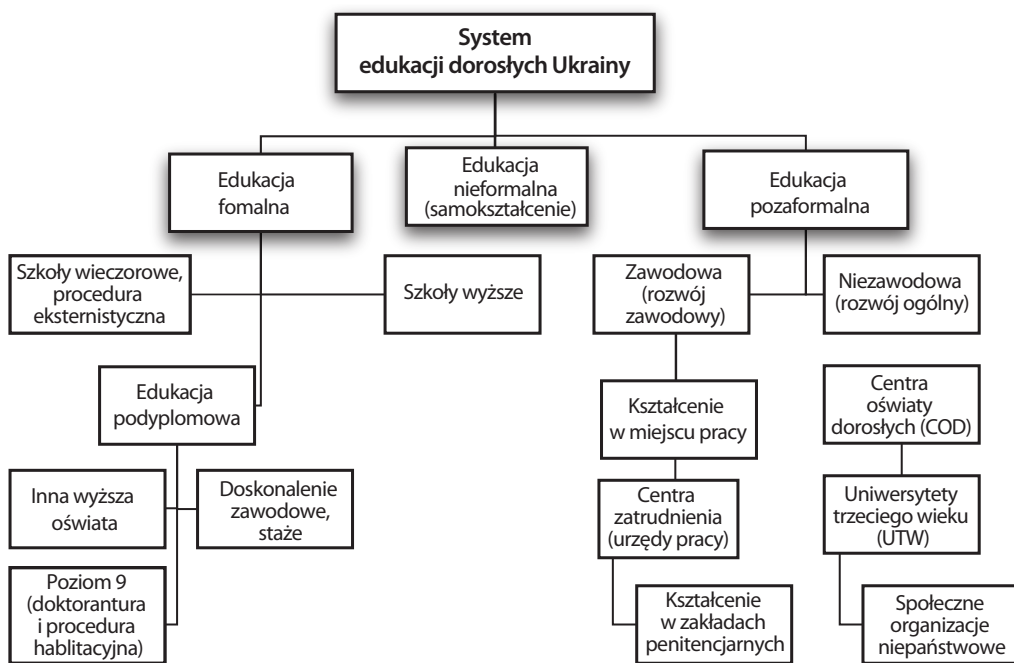 System
edukacji dorosłych Ukrainy
Edukacja
fomalna
Edukacja
nieformalna
(samokształcenie)
Edukacja
pozaformalna
Szkoły wieczorowe,
procedura
eksternistyczna
Szkoły wyższe
Zawodowa
(rozwój
zawodowy)
Niezawodowa
(rozwój ogólny)
Edukacja
podyplomowa
Kształcenie
w miejscu pracy
Centra
oświaty
dorosłych (COD)
Inna wyższa
oświata
Doskonalenie
zawodowe,
staże
Centra
zatrudnienia
(urzędy pracy)
Uniwersytety
trzeciego wieku
(UTW)
Poziom 9
(doktorantura
i procedura
hablitacyjna)
Kształcenie
w zakładach
penitencjarnych
Społeczne
organizacje
niepaństwowe